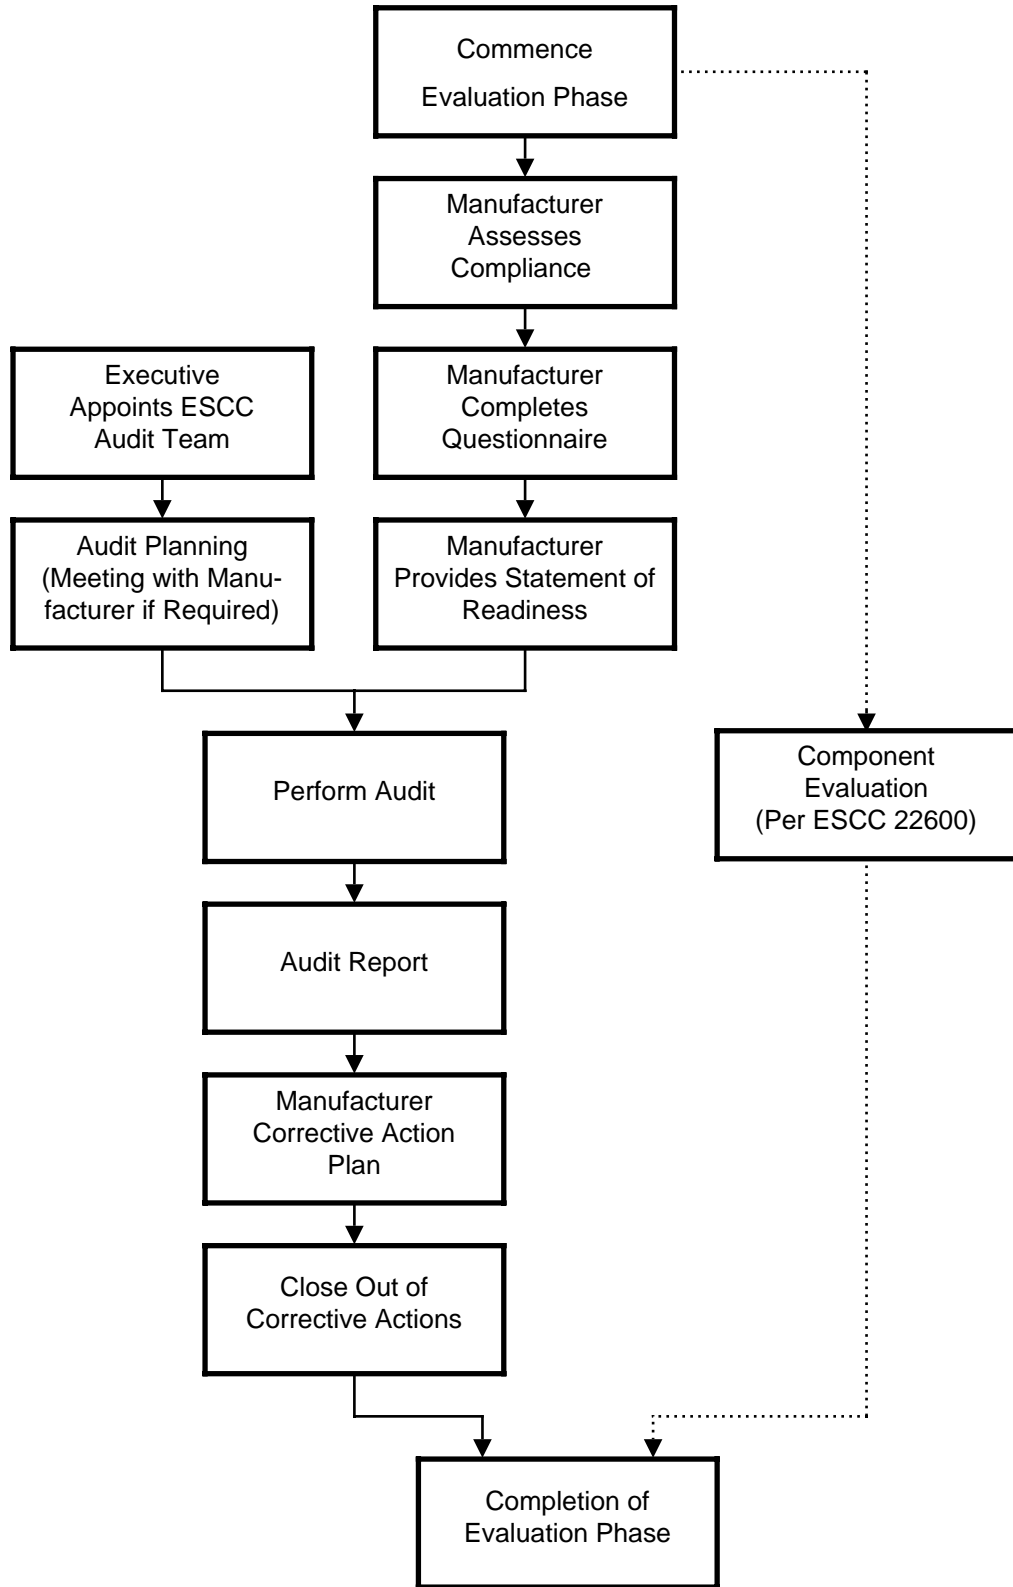 Commence
Evaluation Phase
Manufacturer
Assesses
Compliance
Executive
Appoints ESCC
Audit Team
Manufacturer
Completes
Questionnaire
Audit Planning
(Meeting with Manu-
facturer if Required)
Manufacturer
Provides Statement of
Readiness
Perform Audit
Component
Evaluation
(Per ESCC 22600)
Audit Report
Manufacturer
Corrective Action
Plan
Close Out of
Corrective Actions
Completion of
Evaluation Phase